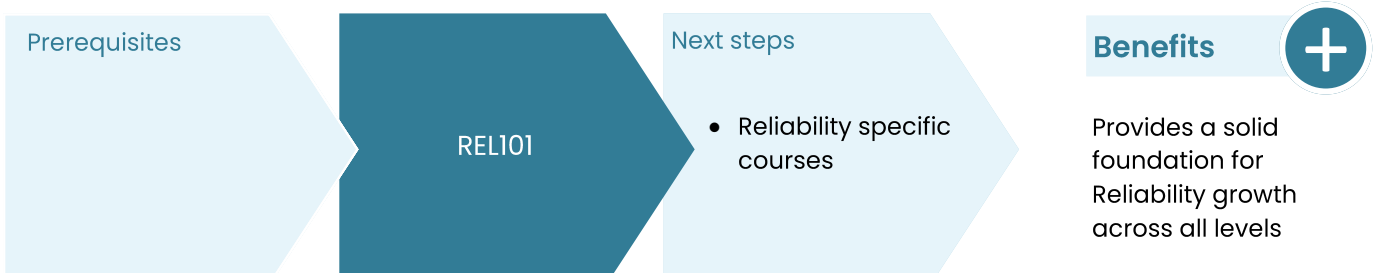 Prerequisites
REL101
Next steps
● Reliability specific
courses
Benefits
Provides a solid
foundation for
Reliability growth
across all levels